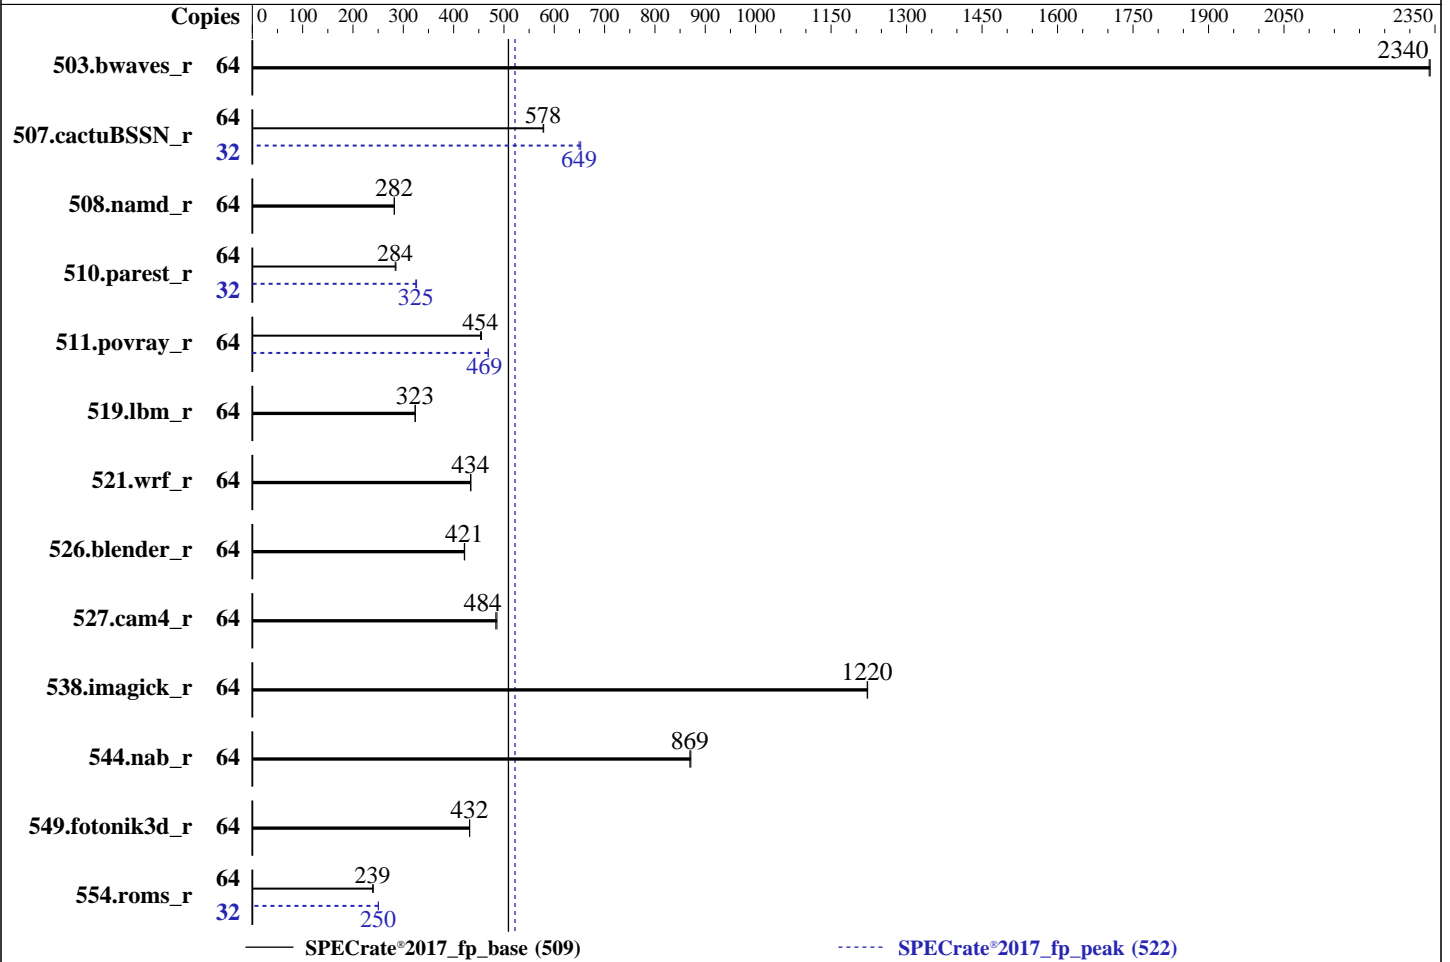 Copies 0 100 200 300 400 500 600 700 800 900 1000 1150 1300 1450 1600 1750 1900 2050 2350
503.bwaves_r 64 2340
507.cactuBSSN_r 64 578
32 649
508.namd_r 64 282
510.parest_r 64 284
32 325
511.povray_r 64 454
469
519.lbm_r 64 323
521.wrf_r 64 434
526.blender_r 64 421
527.cam4_r 64 484
538.imagick_r 64 1220
544.nab_r 64 869
549.fotonik3d_r 64 432
554.roms_r 64 239
32 250
SPECrate®2017_fp_base (509) SPECrate®2017_fp_peak (522)